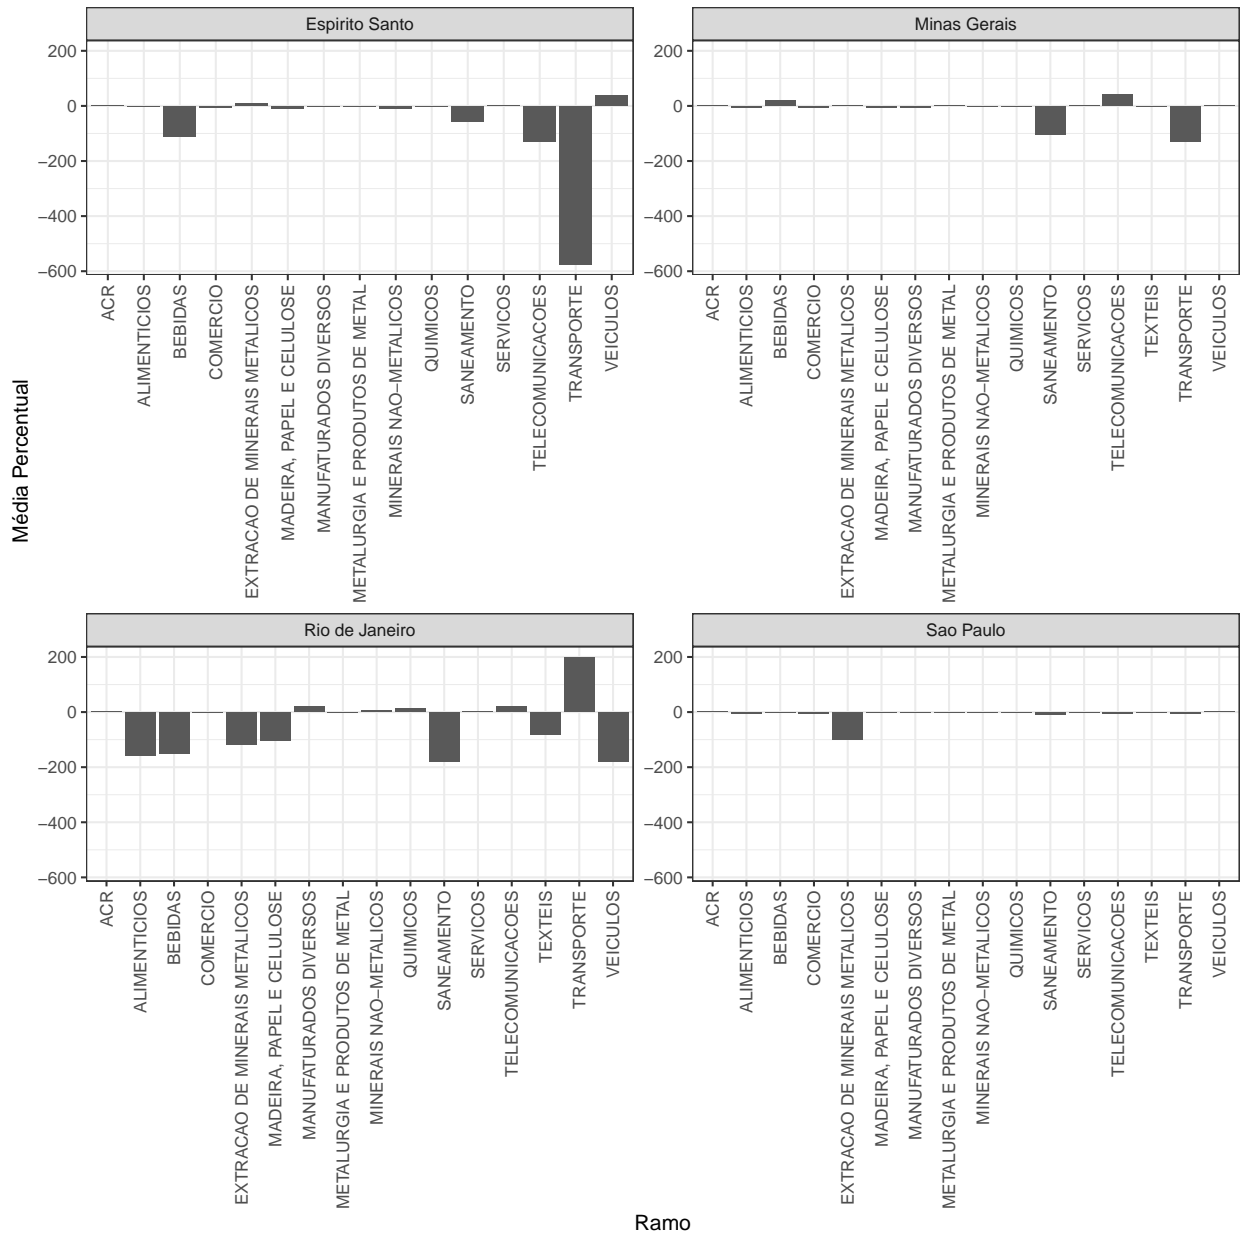 Espirito Santo
200
0
−200
−400
−600
ACR
ALIMENTICIOS
BEBIDAS
COMERCIO
EXTRACAO DE MINERAIS METALICOS
MADEIRA, PAPEL E CELULOSE
MANUFATURADOS DIVERSOS
METALURGIA E PRODUTOS DE METAL
MINERAIS NAO−METALICOS
QUIMICOS
SANEAMENTO
SERVICOS
TELECOMUNICACOES
TRANSPORTE
VEICULOS
Minas Gerais
200
0
−200
−400
−600
ACR
ALIMENTICIOS
BEBIDAS
COMERCIO
EXTRACAO DE MINERAIS METALICOS
MADEIRA, PAPEL E CELULOSE
MANUFATURADOS DIVERSOS
METALURGIA E PRODUTOS DE METAL
MINERAIS NAO−METALICOS
QUIMICOS
SANEAMENTO
SERVICOS
TELECOMUNICACOES
TEXTEIS
TRANSPORTE
VEICULOS
Média Percentual
Rio de Janeiro
200
0
−200
−400
−600
ACR
ALIMENTICIOS
BEBIDAS
COMERCIO
EXTRACAO DE MINERAIS METALICOS
MADEIRA, PAPEL E CELULOSE
MANUFATURADOS DIVERSOS
METALURGIA E PRODUTOS DE METAL
MINERAIS NAO−METALICOS
QUIMICOS
SANEAMENTO
SERVICOS
TELECOMUNICACOES
TEXTEIS
TRANSPORTE
VEICULOS
Sao Paulo
200
0
−200
−400
−600
ACR
ALIMENTICIOS
BEBIDAS
COMERCIO
EXTRACAO DE MINERAIS METALICOS
MADEIRA, PAPEL E CELULOSE
MANUFATURADOS DIVERSOS
METALURGIA E PRODUTOS DE METAL
MINERAIS NAO−METALICOS
QUIMICOS
SANEAMENTO
SERVICOS
TELECOMUNICACOES
TEXTEIS
TRANSPORTE
VEICULOS
Ramo